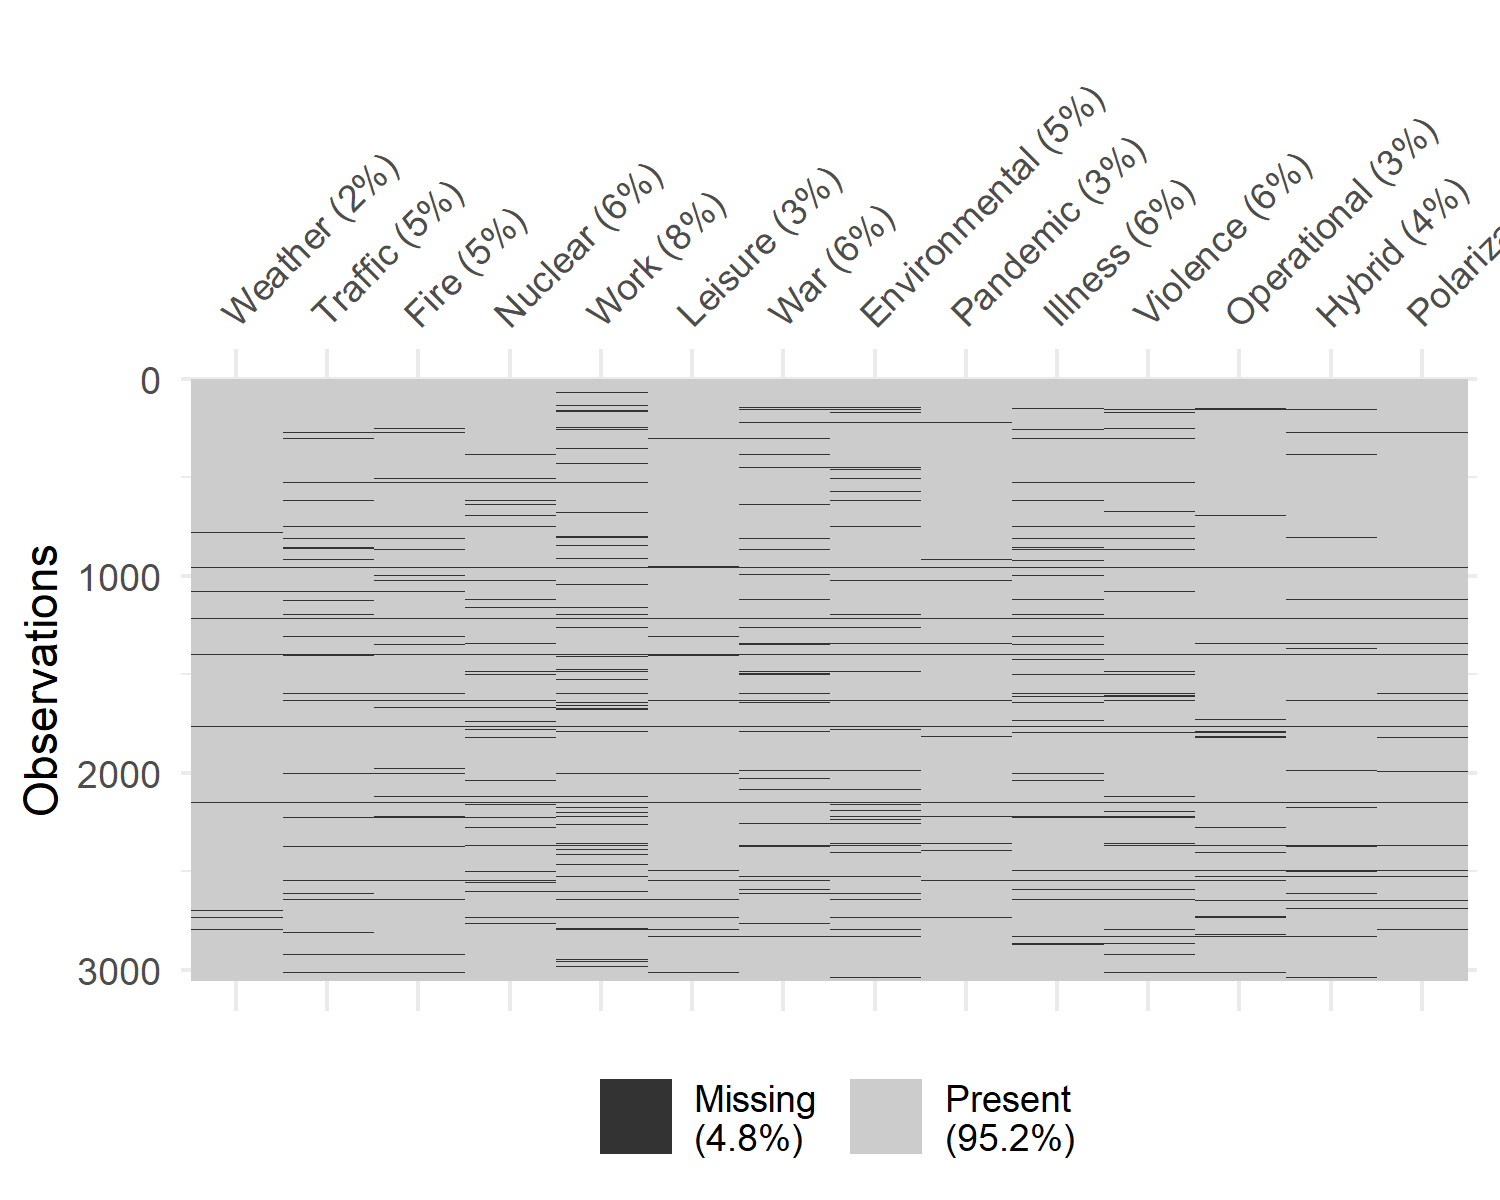 Weather (2%)
Traffic (5%)
Fire (5%)
Nuclear (6%)
Work (8%)
Leisure (3%)
War (6%)
Environmental (5%)
Pandemic (3%)
Illness (6%)
Violence (6%)
Operational (3%)
Hybrid (4%)
Observations
0
1000
2000
3000
Missing
(4.8%)
Present
(95.2%)